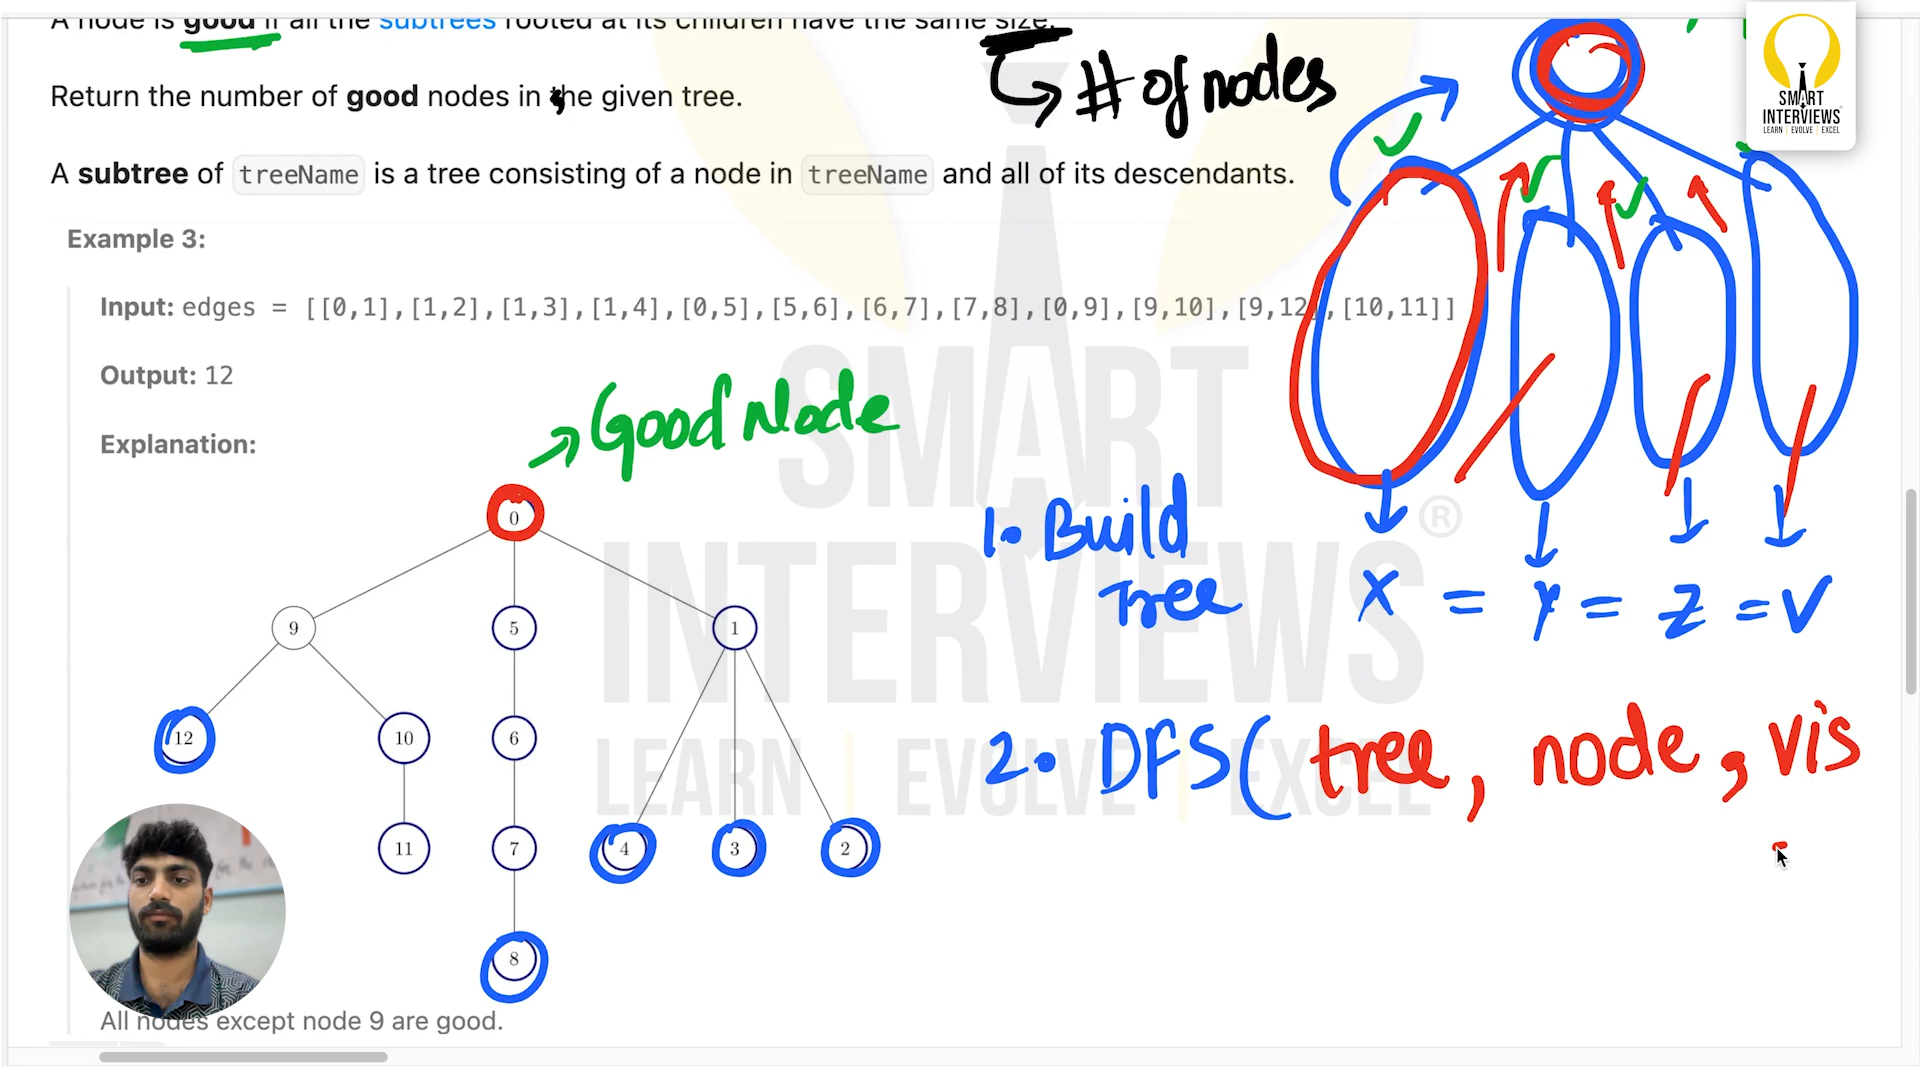 A node is good if all the subtrees rooted at its children have the same size.
# of nodes
Return the number of good nodes in the given tree.
A subtree of treeName is a tree consisting of a node in treeName and all of its descendants.
SMART
INTERVIEWS
LEARN | EVOLVE | EXCEL
Example 3:
Input: edges = [[0,1],[1,2],[1,3],[1,4],[0,5],[5,6],[6,7],[7,8],[0,9],[9,10],[9,12],[10,11]]
Output: 12
Good Node
Explanation:
0
9 5 1
12 10 6
11 7 4 3 2
8
All nodes except node 9 are good.
1. Build
Tree
X = Y = Z = V
2. DFS( tree, node, vis
SMART
INTERVIEWS
®
LEARN | EVOLVE | EXCEL